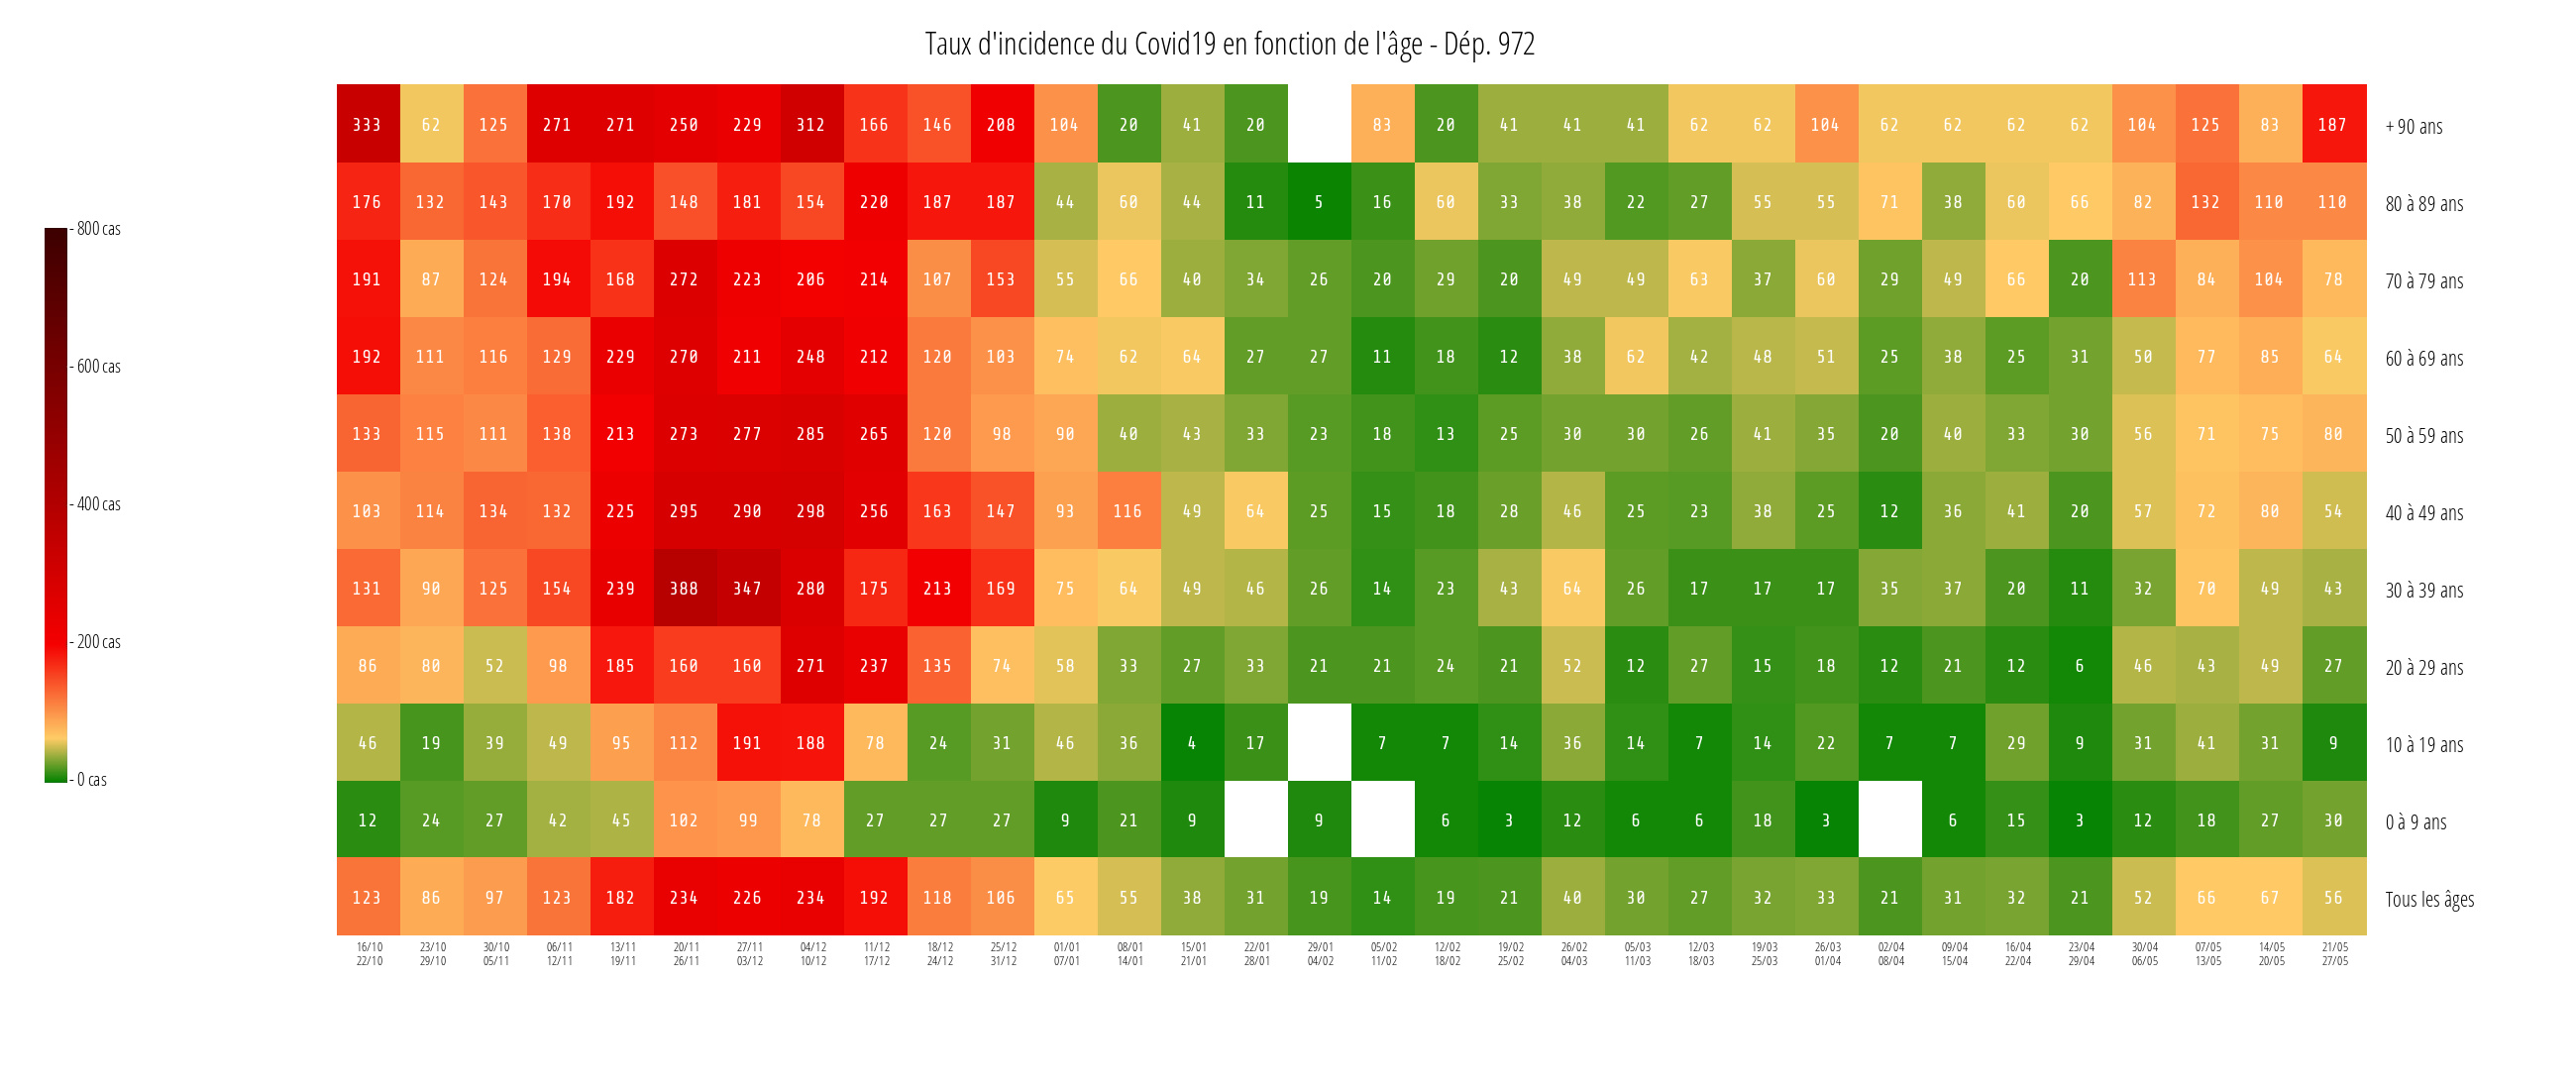 Taux d'incidence du Covid19 en fonction de l'âge - Dép. 972
- 800 cas
- 600 cas
- 400 cas
- 200 cas
- 0 cas
333 62 125 271 271 250 229 312 166 146 208 104 20 41 20 83 20 41 41 41 62 62 104 62 62 62 62 104 125 83 187 + 90 ans
176 132 143 170 192 148 181 154 220 187 187 44 60 44 11 5 16 60 33 38 22 27 55 55 71 38 60 66 82 132 110 110 80 à 89 ans
191 87 124 194 168 272 223 206 214 107 153 55 66 40 34 26 20 29 20 49 49 63 37 60 29 49 66 20 113 84 104 78 70 à 79 ans
192 111 116 129 229 270 211 248 212 120 103 74 62 64 27 27 11 18 12 38 62 42 48 51 25 38 25 31 50 77 85 64 60 à 69 ans
133 115 111 138 213 273 277 285 265 120 98 90 40 43 33 23 18 13 25 30 30 26 41 35 20 40 33 30 56 71 75 80 50 à 59 ans
103 114 134 132 225 295 290 298 256 163 147 93 116 49 64 25 15 18 28 46 25 23 38 25 12 36 41 20 57 72 80 54 40 à 49 ans
131 90 125 154 239 388 347 280 175 213 169 75 64 49 46 26 14 23 43 64 26 17 17 17 35 37 20 11 32 70 49 43 30 à 39 ans
86 80 52 98 185 160 160 271 237 135 74 58 33 27 33 21 21 24 21 52 12 27 15 18 12 21 12 6 46 43 49 27 20 à 29 ans
46 19 39 49 95 112 191 188 78 24 31 46 36 4 17 7 7 14 36 14 7 14 22 7 7 29 9 31 41 31 9 10 à 19 ans
12 24 27 42 45 102 99 78 27 27 27 9 21 9 9 6 3 12 6 6 18 3 6 15 3 12 18 27 30 0 à 9 ans
123 86 97 123 182 234 226 234 192 118 106 65 55 38 31 19 14 19 21 40 30 27 32 33 21 31 32 21 52 66 67 56 Tous les âges
16/10 23/10 30/10 06/11 13/11 20/11 27/11 04/12 11/12 18/12 25/12 01/01 08/01 15/01 22/01 29/01 05/02 12/02 19/02 26/02 05/03 12/03 19/03 26/03 02/04 09/04 16/04 23/04 30/04 07/05 14/05 21/05
22/10 29/10 05/11 12/11 19/11 26/11 03/12 10/12 17/12 24/12 31/12 07/01 14/01 21/01 28/01 04/02 11/02 18/02 25/02 04/03 11/03 18/03 25/03 01/04 08/04 15/04 22/04 29/04 06/05 13/05 20/05 27/05